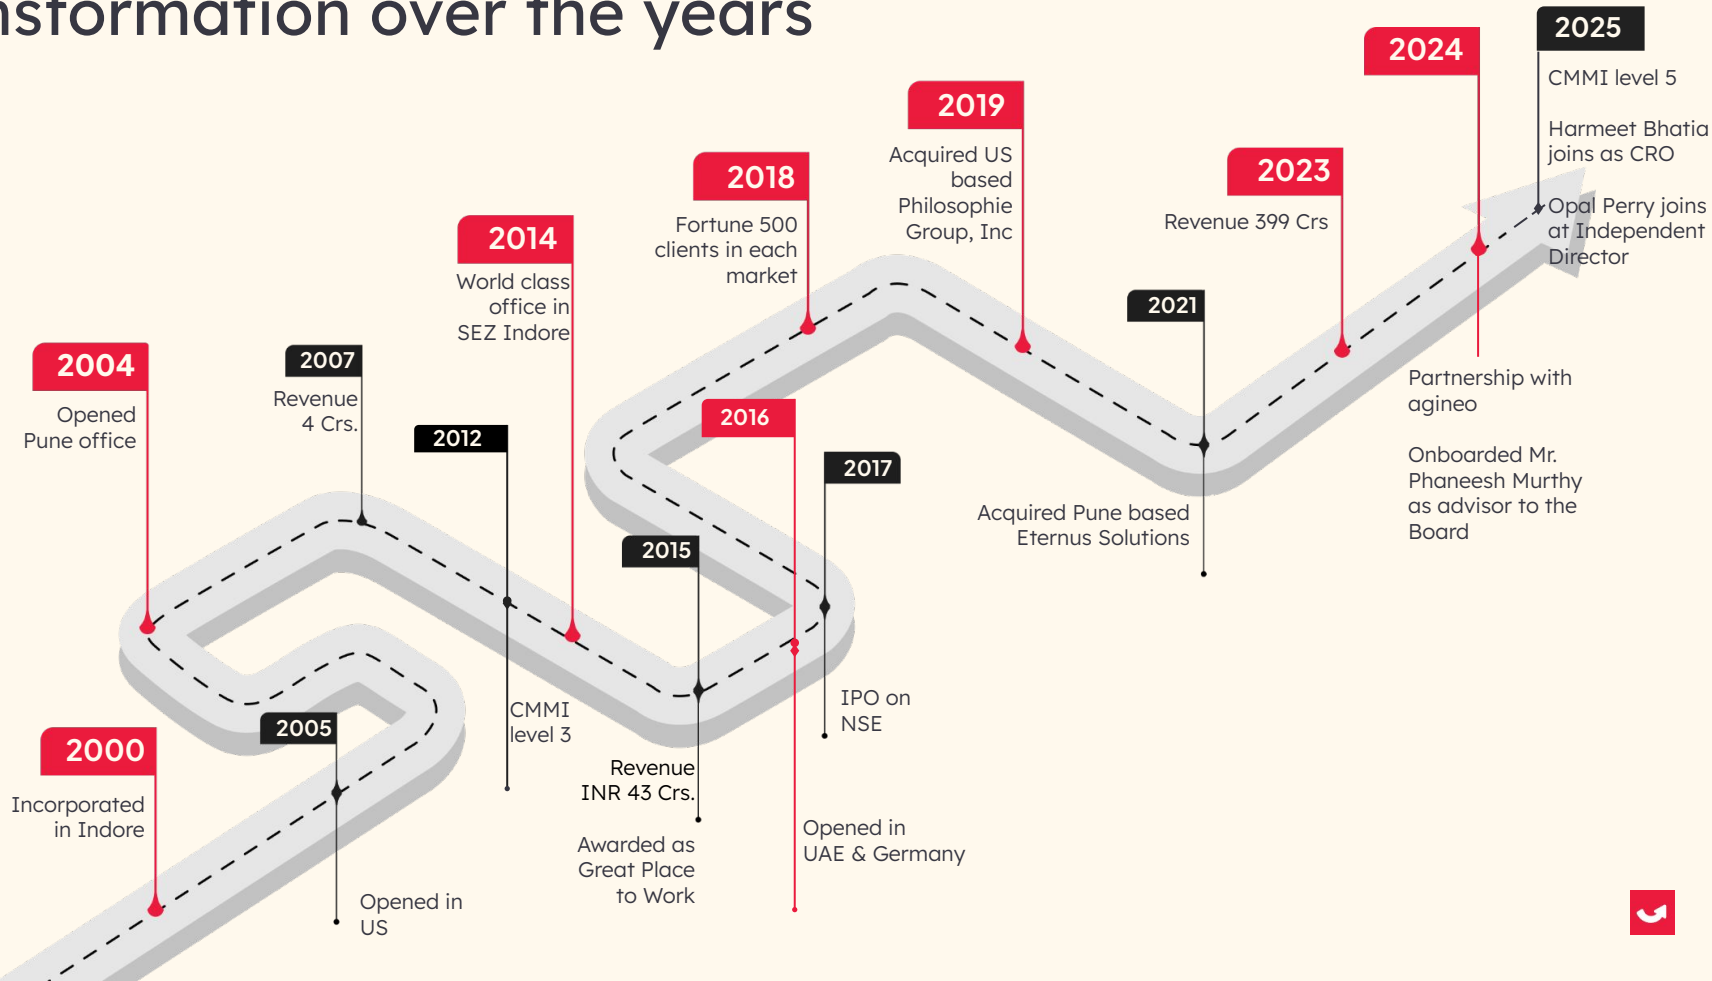 nsformation over the years
2000
Incorporated
in Indore
2005
Opened in
US
2004
Opened
Pune office
2007
Revenue
4 Crs.
2012
CMMI
level 3
2014
World class
office in
SEZ Indore
2015
Revenue
INR 43 Crs.
Awarded as
Great Place
to Work
2016
Opened in
UAE & Germany
2017
IPO on
NSE
2018
Fortune 500
clients in each
market
2019
Acquired US
based
Philosophie
Group, Inc
2021
Acquired Pune based
Eternus Solutions
2023
Revenue 399 Crs
2024
Partnership with
agineo
Onboarded Mr.
Phaneesh Murthy
as advisor to the
Board
2025
CMMI level 5
Harmeet Bhatia
joins as CRO
Opal Perry joins
at Independent
Director